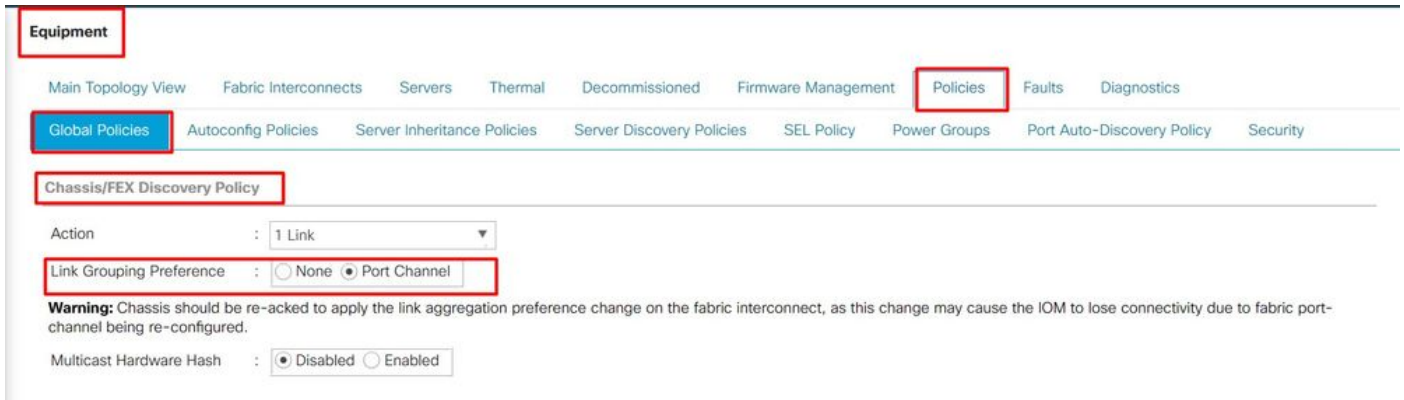 Equipment
Main Topology View Fabric Interconnects Servers Thermal Decommissioned Firmware Management Policies Faults Diagnostics
Global Policies Autoconfig Policies Server Inheritance Policies Server Discovery Policies SEL Policy Power Groups Port Auto-Discovery Policy Security
Chassis/FEX Discovery Policy
Action : 1 Link
Link Grouping Preference : None Port Channel
Warning: Chassis should be re-acked to apply the link aggregation preference change on the fabric interconnect, as this change may cause the IOM to lose connectivity due to fabric port-
channel being re-configured.
Multicast Hardware Hash : Disabled Enabled